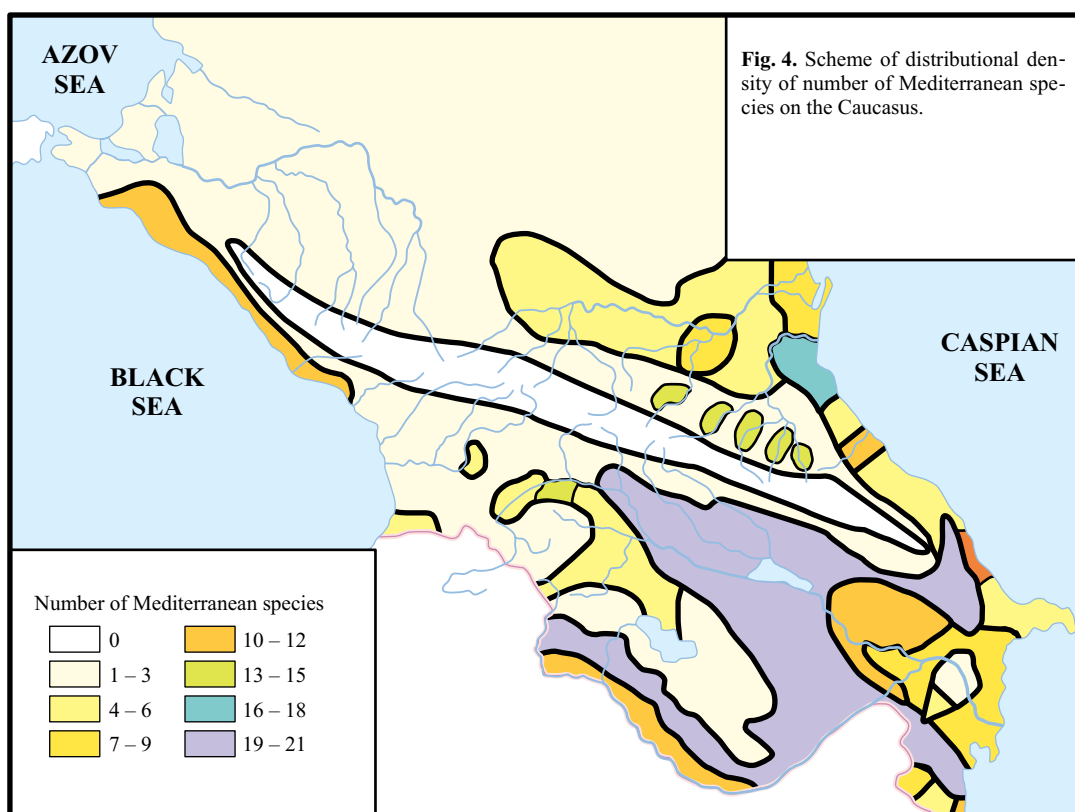 AZOV
SEA
Fig. 4. Scheme of distributional den-
sity of number of Mediterranean spe-
cies on the Caucasus.
BLACK
SEA
CASPIAN
SEA
Number of Mediterranean species
0
1 – 3
4 – 6
7 – 9
10 – 12
13 – 15
16 – 18
19 – 21